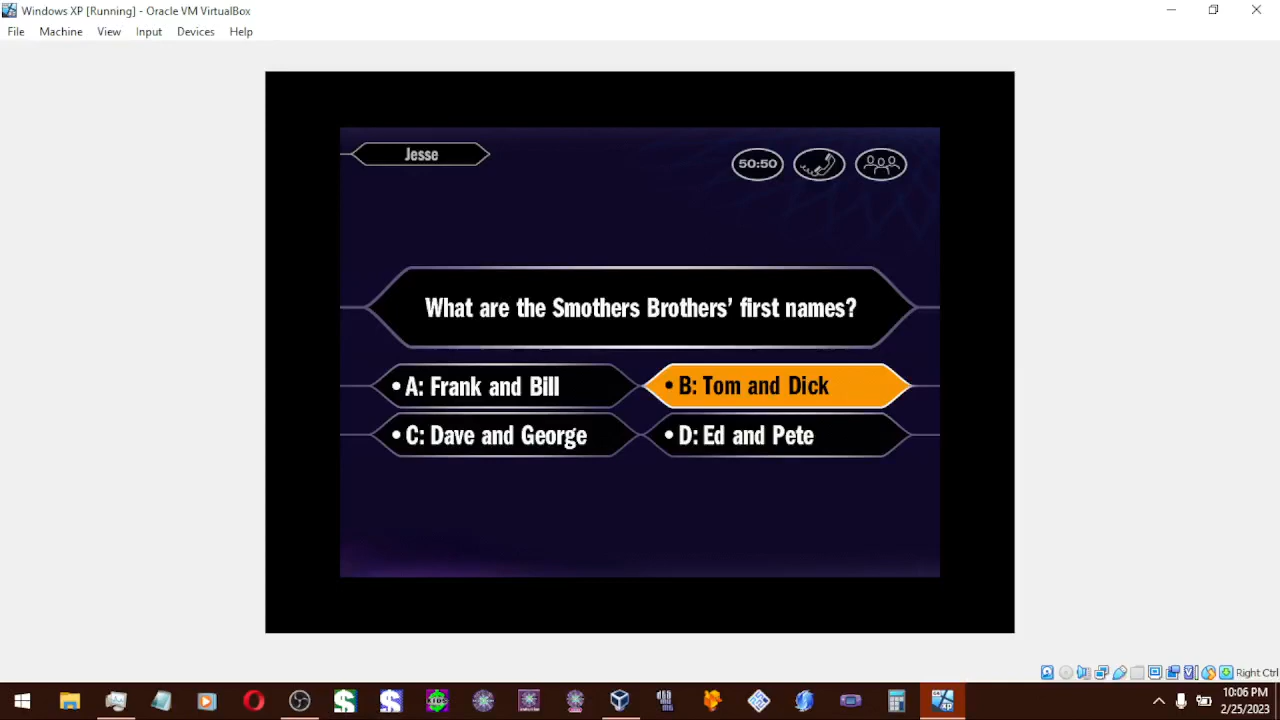 Windows XP [Running] - Oracle VM VirtualBox
File Machine View Input Devices Help
Jesse
50:50
What are the Smothers Brothers’ first names?
• A: Frank and Bill
• B: Tom and Dick
• C: Dave and George
• D: Ed and Pete
Right Ctrl
KIDS
XP
10:06 PM
2/25/2023